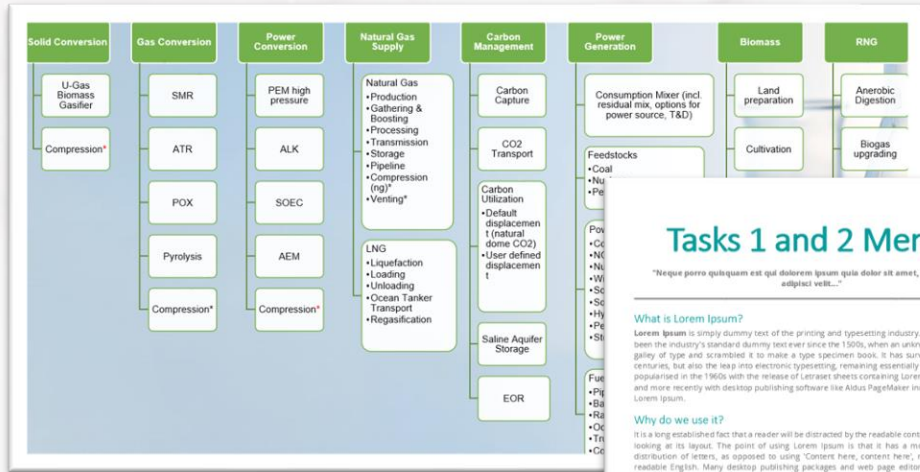 Solid Conversion
U-Gas
Biomass
Gasifier
Compression*
Gas Conversion
SMR
ATR
POX
Pyrolysis
Compression*
Power
Conversion
PEM high
pressure
ALK
SOEC
AEM
Compression*
Natural Gas
Supply
Natural Gas
•Production
•Gathering &
Boosting
•Processing
•Transmission
•Storage
•Pipeline
•Compression
(ng)*
•Venting*
LNG
•Liquefaction
•Loading
•Unloading
•Ocean Tanker
Transport
•Regasification
Carbon
Management
Carbon
Capture
CO2
Transport
Carbon
Utilization
•Default
displacemen
t (natural
dome CO2)
•User defined
displacemen
t
Saline Aquifer
Storage
EOR
Power
Generation
Consumption Mixer (incl.
residual mix, options for
power source, T&D)
Feedstocks
•Coal
Biomass
Land
preparation
Cultivation
RNG
Anerobic
Digestion
Biogas
upgrading
Tasks 1 and 2
"Neque porro quisquam est qui dolorem ipsum quia dolor sit amet,
adipisci velit..."
What is Lorem Ipsum?
Lorem Ipsum is simply dummy text of the printing and typesetting industry.
been the industry's standard dummy text ever since the 1500s, when an
galley of type and scrambled it to make a type specimen book. It has
centuries, but also the leap into electronic typesetting, remaining essentially
popularised in the 1960s with the release of Letraset sheets containing
and more recently with desktop publishing software like Aldus PageMaker
Lorem Ipsum.
Why do we use it?
It is a long established fact that a reader will be distracted by the readable
looking at its layout. The point of using Lorem Ipsum is that it has a
distribution of letters, as opposed to using 'Content here, content here',
readable English. Many desktop publishing packages and web page